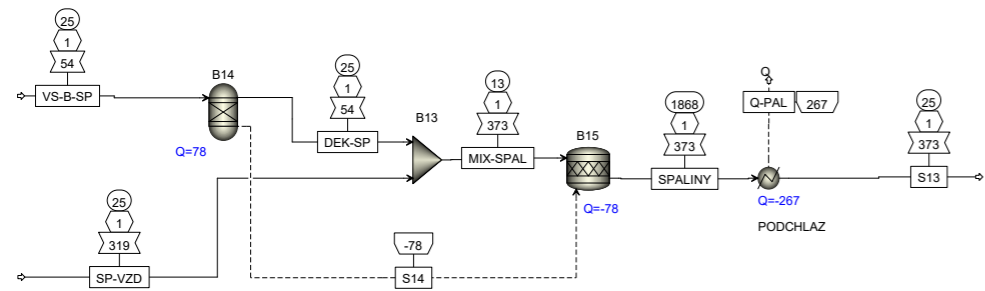 25
1
54
VS-B-SP
B14
Q=78
25
1
54
DEK-SP
B13
13
1
373
MIX-SPAL
B15
Q=-78
1868
1
373
SPALINY
Q
Q-PAL
267
Q=-267
PODCHLAZ
25
1
373
S13
25
1
319
SP-VZD
-78
S14